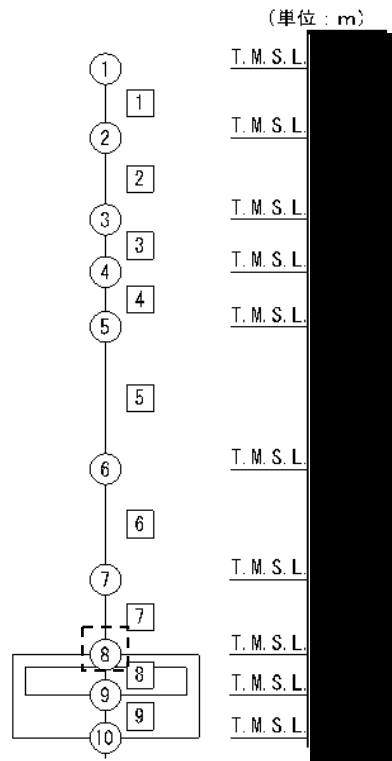 (単位:m)
① T.M.S.L.
1
② T.M.S.L.
2
③ T.M.S.L.
3
④ T.M.S.L.
4
⑤ T.M.S.L.
5
⑥ T.M.S.L.
6
⑦ T.M.S.L.
7
⑧ T.M.S.L.
8
⑨ T.M.S.L.
9
⑩ T.M.S.L.